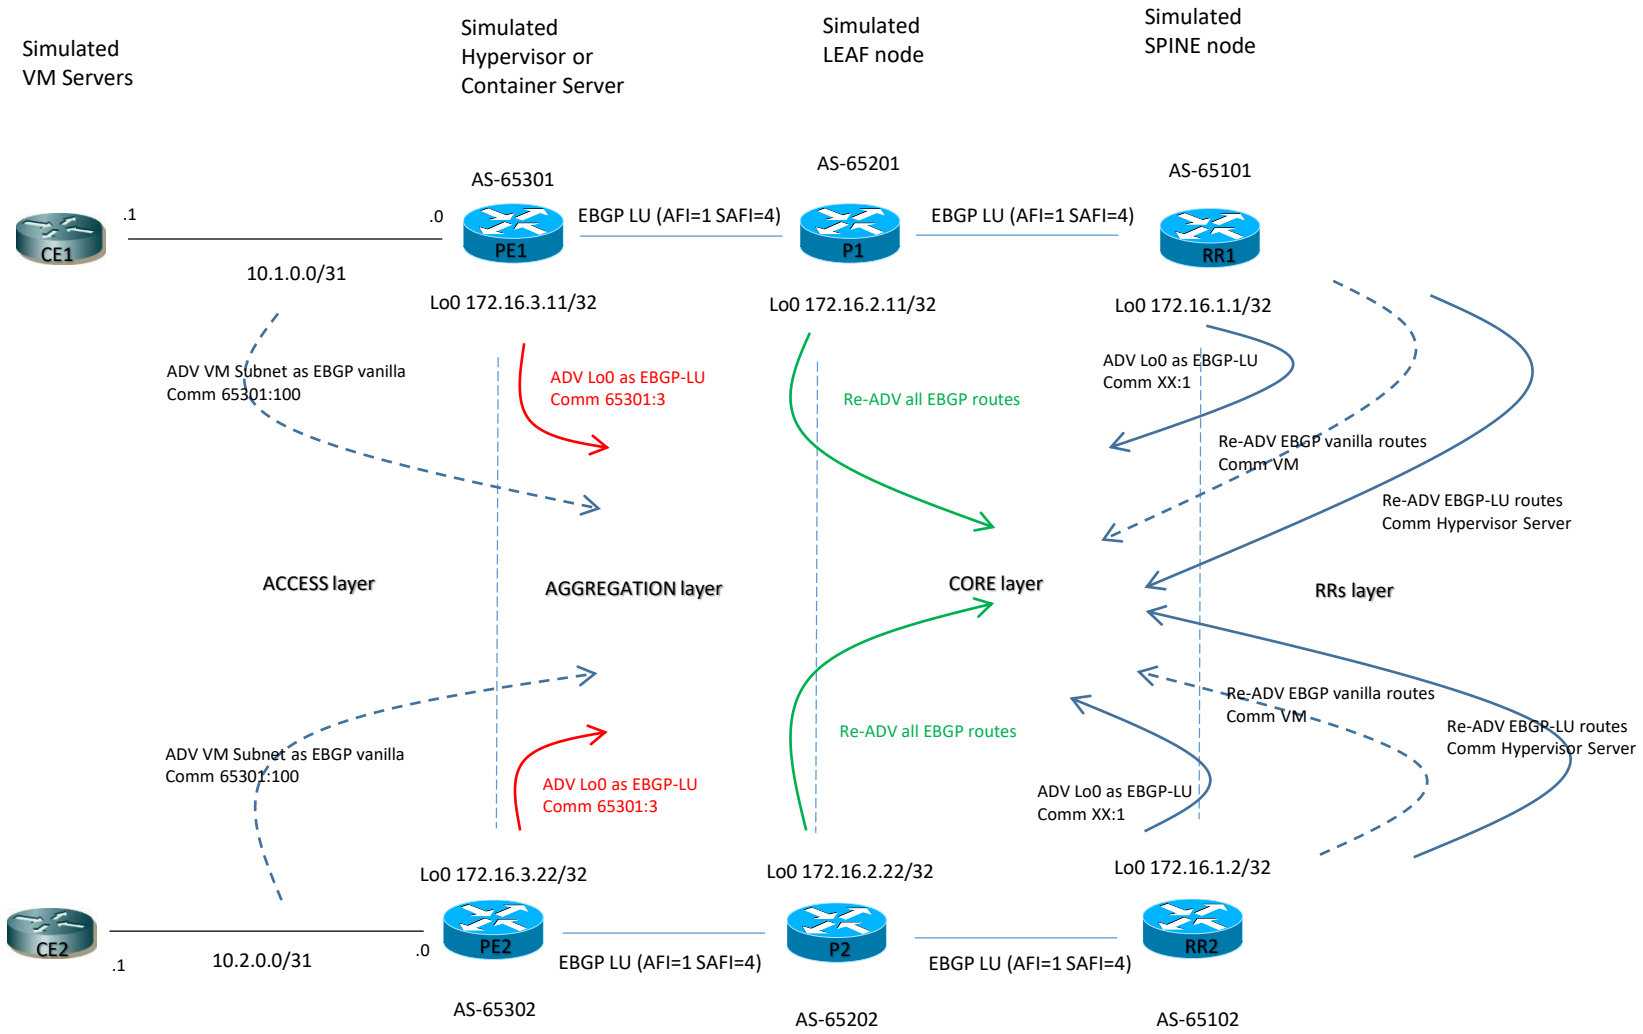 Simulated
VM Servers
Simulated
Hypervisor or
Container Server
Simulated
LEAF node
Simulated
SPINE node
AS-65301
AS-65201
AS-65101
.1
.0
EBGP LU (AFI=1 SAFI=4)
EBGP LU (AFI=1 SAFI=4)
CE1
PE1
P1
RR1
10.1.0.0/31
Lo0 172.16.3.11/32
Lo0 172.16.2.11/32
Lo0 172.16.1.1/32
ADV VM Subnet as EBGP vanilla
Comm 65301:100
ADV Lo0 as EBGP-LU
Comm 65301:3
Re-ADV all EBGP routes
ADV Lo0 as EBGP-LU
Comm XX:1
Re-ADV EBGP vanilla routes
Comm VM
Re-ADV EBGP-LU routes
Comm Hypervisor Server
ACCESS layer
AGGREGATION layer
CORE layer
RRs layer
ADV VM Subnet as EBGP vanilla
Comm 65301:100
ADV Lo0 as EBGP-LU
Comm 65301:3
Re-ADV all EBGP routes
Re-ADV EBGP vanilla routes
Comm VM
Re-ADV EBGP-LU routes
Comm Hypervisor Server
ADV Lo0 as EBGP-LU
Comm XX:1
Lo0 172.16.3.22/32
Lo0 172.16.2.22/32
Lo0 172.16.1.2/32
CE2
PE2
P2
RR2
.1
10.2.0.0/31
.0
EBGP LU (AFI=1 SAFI=4)
EBGP LU (AFI=1 SAFI=4)
AS-65302
AS-65202
AS-65102